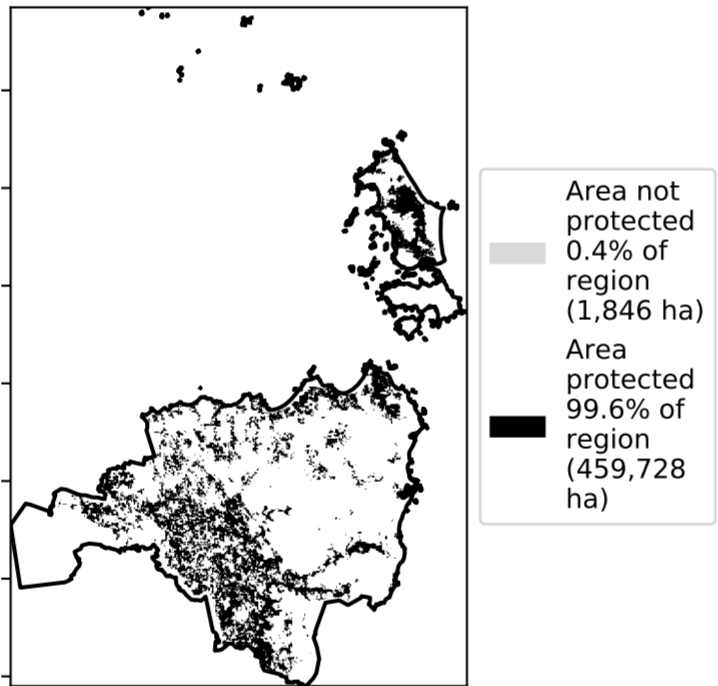 Area not
protected
0.4% of
region
(1,846 ha)
Area
protected
99.6% of
region
(459,728
ha)